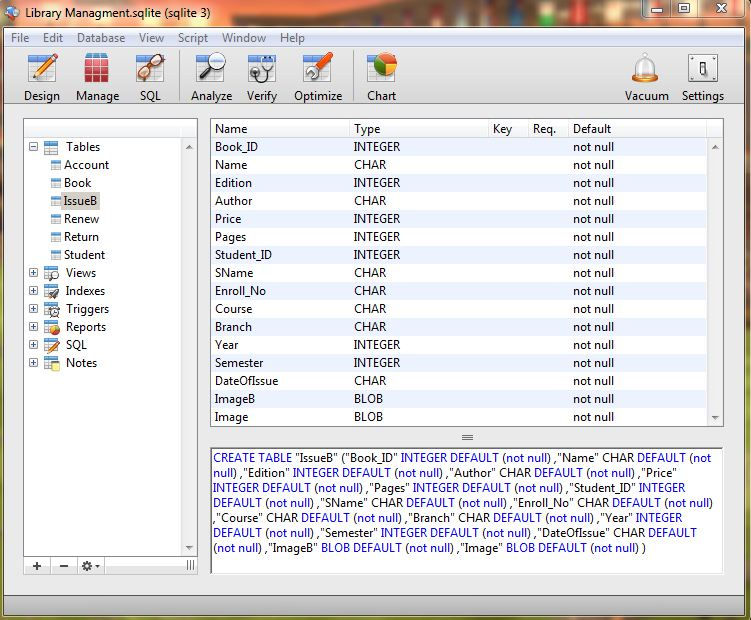 Library Managment.sqlite (sqlite 3)
File Edit Database View Script Window Help
Design Manage SQL Analyze Verify Optimize Chart Vacuum Settings
Tables
Account
Book
IssueB
Renew
Return
Student
Views
Indexes
Triggers
Reports
SQL
Notes
Name Type Key Req. Default
Book_ID INTEGER not null
Name CHAR not null
Edition INTEGER not null
Author CHAR not null
Price INTEGER not null
Pages INTEGER not null
Student_ID INTEGER not null
SName CHAR not null
Enroll_No CHAR not null
Course CHAR not null
Branch CHAR not null
Year INTEGER not null
Semester INTEGER not null
DateOfIssue CHAR not null
ImageB BLOB not null
Image BLOB not null
CREATE TABLE "IssueB" ("Book_ID" INTEGER DEFAULT (not null) ,"Name" CHAR DEFAULT (not
null) ,"Edition" INTEGER DEFAULT (not null) ,"Author" CHAR DEFAULT (not null) ,"Price"
INTEGER DEFAULT (not null) ,"Pages" INTEGER DEFAULT (not null) ,"Student_ID" INTEGER
DEFAULT (not null) ,"SName" CHAR DEFAULT (not null) ,"Enroll_No" CHAR DEFAULT (not null)
,"Course" CHAR DEFAULT (not null) ,"Branch" CHAR DEFAULT (not null) ,"Year" INTEGER
DEFAULT (not null) ,"Semester" INTEGER DEFAULT (not null) ,"DateOfIssue" CHAR DEFAULT
(not null) ,"ImageB" BLOB DEFAULT (not null) ,"Image" BLOB DEFAULT (not null) )